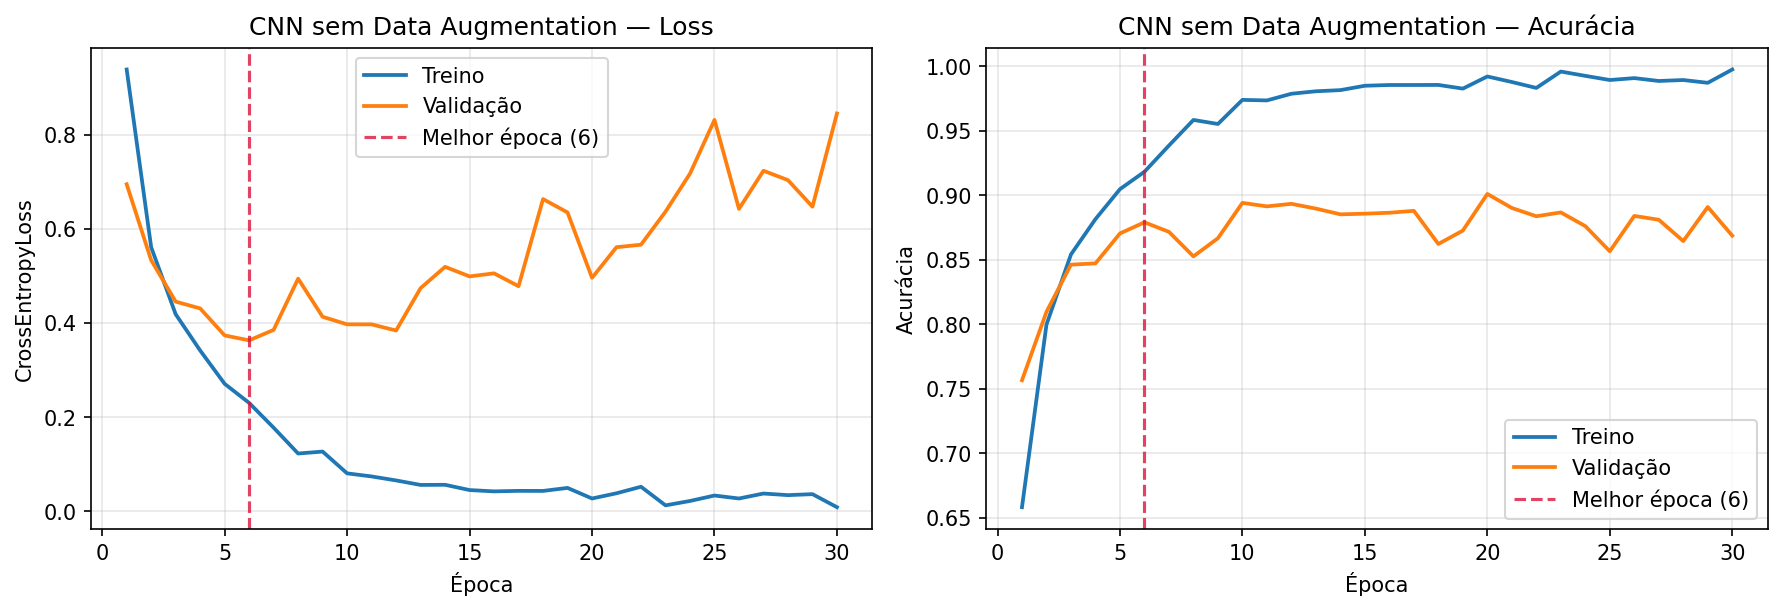 CNN sem Data Augmentation — Loss
CrossEntropyLoss
0.8
0.6
0.4
0.2
0.0
Treino
Validação
Melhor época (6)
0 5 10 15 20 25 30
Época
CNN sem Data Augmentation — Acurácia
Acurácia
1.00
0.95
0.90
0.85
0.80
0.75
0.70
0.65
Treino
Validação
Melhor época (6)
0 5 10 15 20 25 30
Época